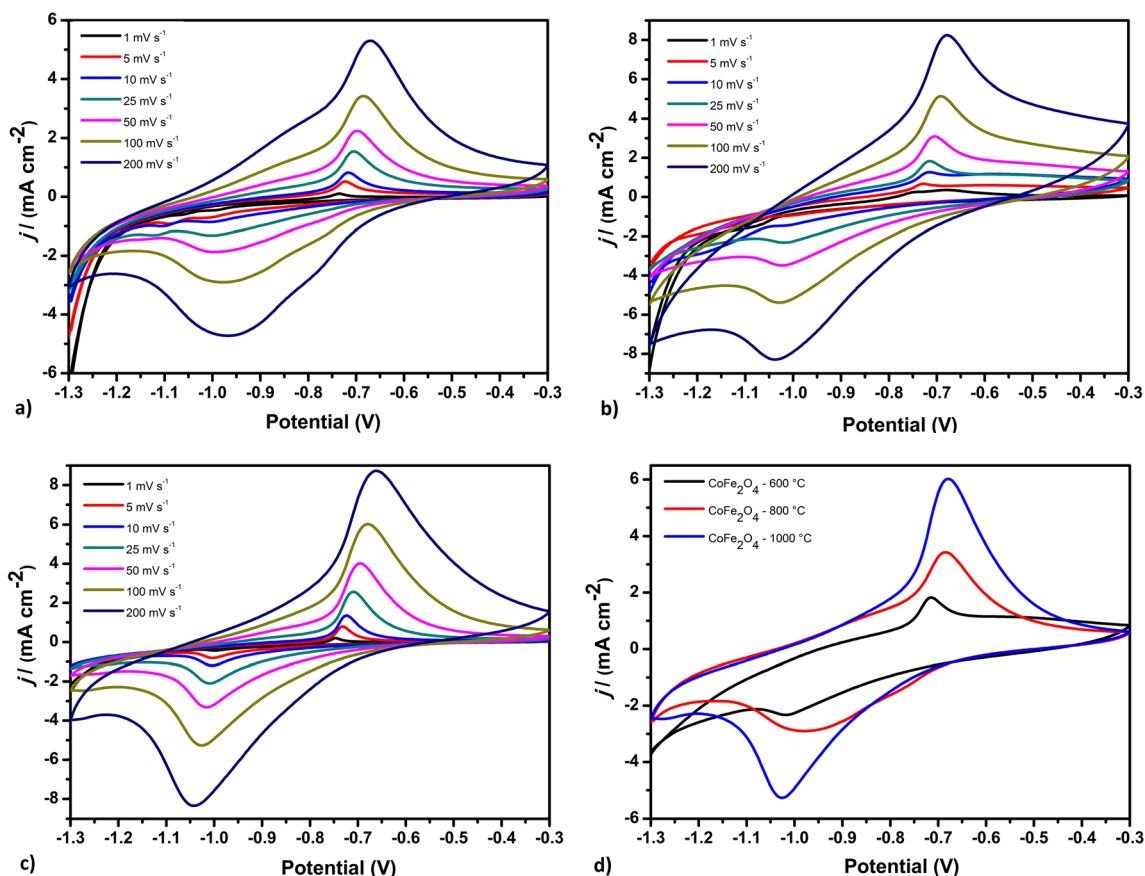 6
4
2
0
-2
-4
-6
j / (mA cm-2)
1 mV s-1
5 mV s-1
10 mV s-1
25 mV s-1
50 mV s-1
100 mV s-1
200 mV s-1
-1.3 -1.2 -1.1 -1.0 -0.9 -0.8 -0.7 -0.6 -0.5 -0.4 -0.3
Potential (V)
a)
8
6
4
2
0
-2
-4
-6
-8
j / (mA cm-2)
1 mV s-1
5 mV s-1
10 mV s-1
25 mV s-1
50 mV s-1
100 mV s-1
200 mV s-1
-1.3 -1.2 -1.1 -1.0 -0.9 -0.8 -0.7 -0.6 -0.5 -0.4 -0.3
Potential (V)
b)
8
6
4
2
0
-2
-4
-6
-8
j / (mA cm-2)
1 mV s-1
5 mV s-1
10 mV s-1
25 mV s-1
50 mV s-1
100 mV s-1
200 mV s-1
-1.3 -1.2 -1.1 -1.0 -0.9 -0.8 -0.7 -0.6 -0.5 -0.4 -0.3
Potential (V)
c)
6
4
2
0
-2
-4
-6
j / (mA cm-2)
CoFe2O4 - 600 °C
CoFe2O4 - 800 °C
CoFe2O4 - 1000 °C
-1.3 -1.2 -1.1 -1.0 -0.9 -0.8 -0.7 -0.6 -0.5 -0.4 -0.3
Potential (V)
d)